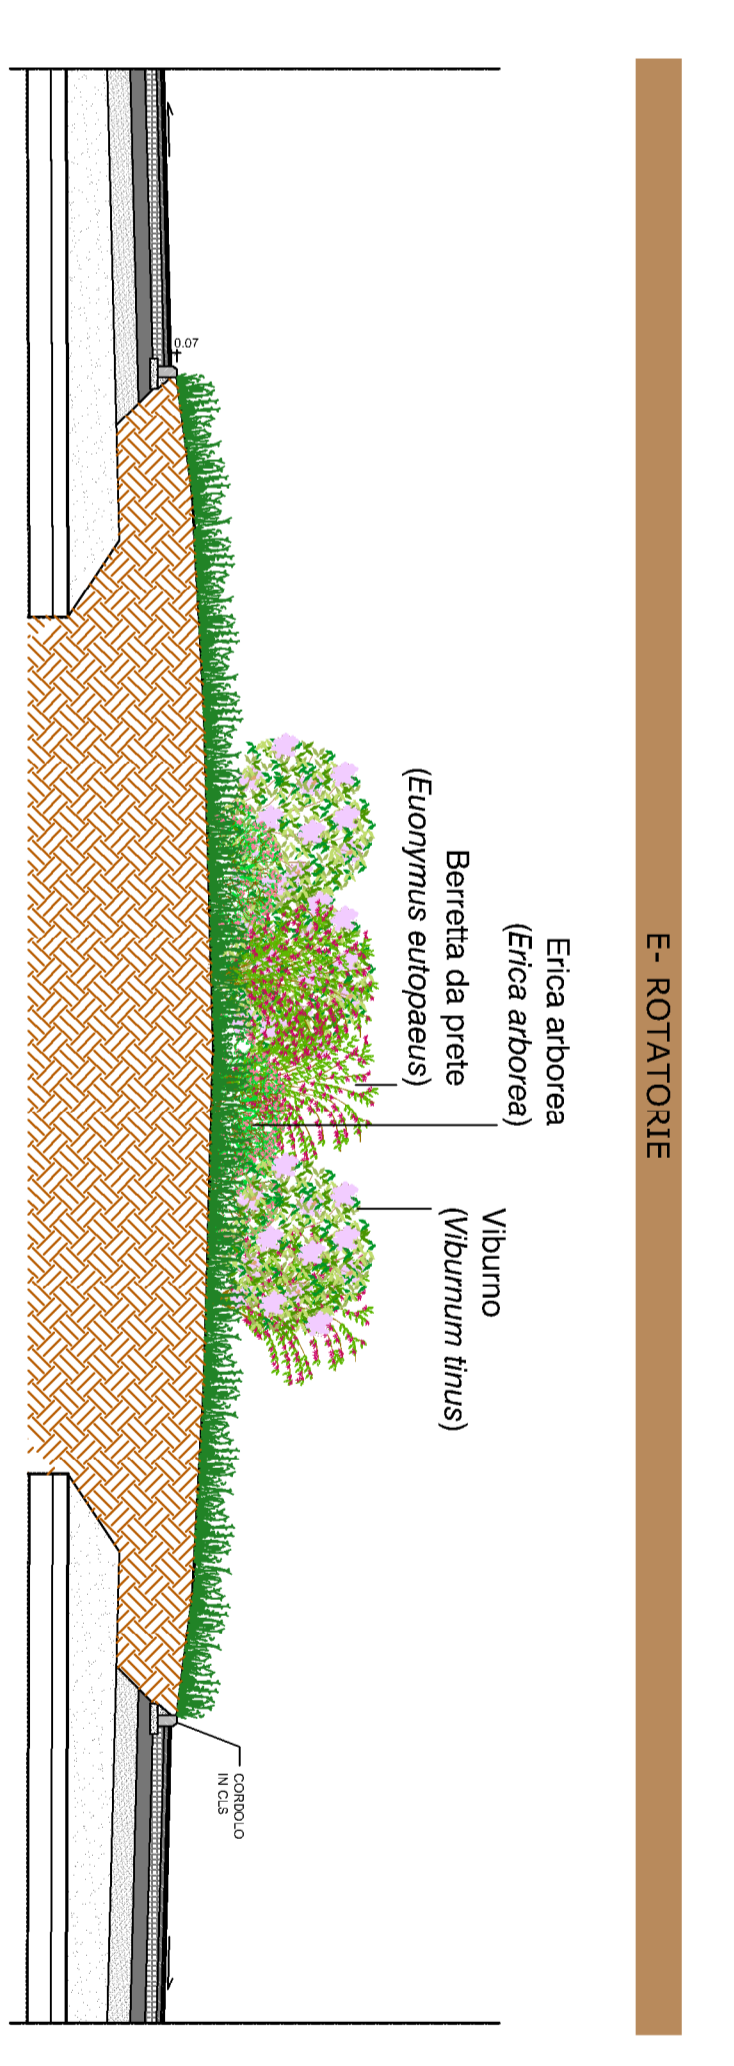 E- ROTATORIE
Erica arborea
(Erica arborea)
Berretta da prete
(Euonymus eutopaeus)
Viburno
(Viburnum tinus)
0.07
CORDOLO
IN CLS